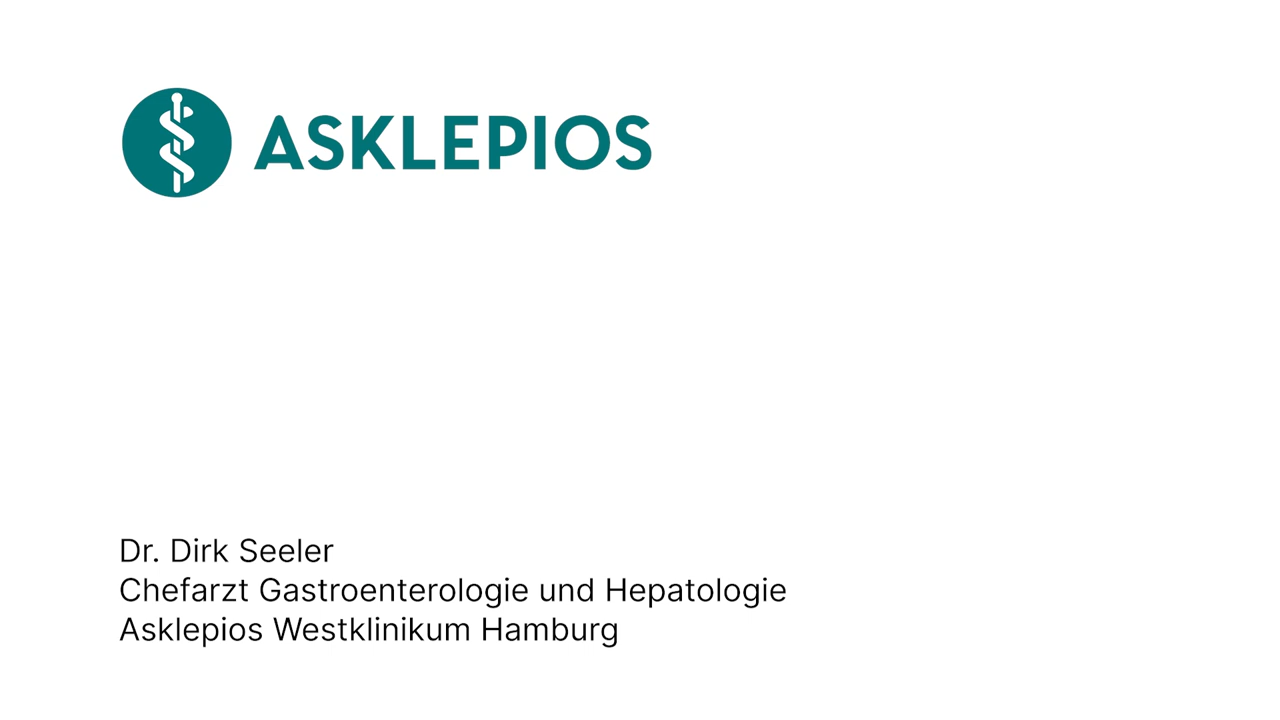 ASKLEPIOS
Dr. Dirk Seeler
Chefarzt Gastroenterologie und Hepatologie
Asklepios Westklinikum Hamburg